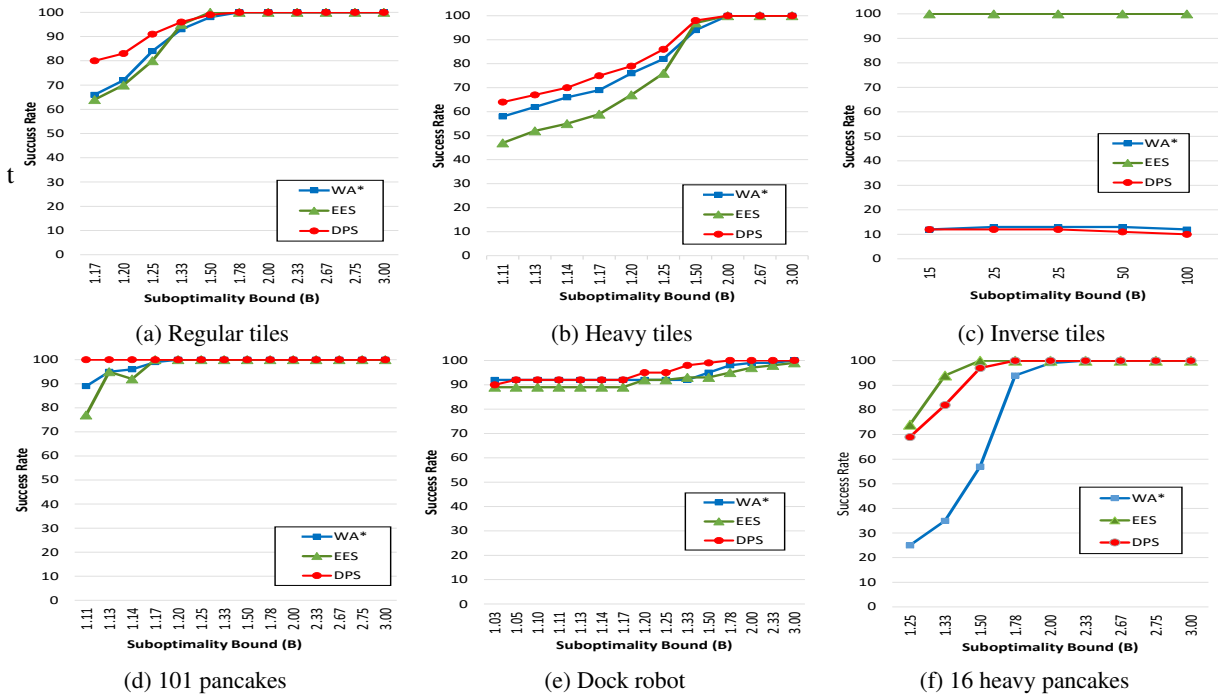 100
90
80
70
60
50
40
30
20
10
0
Succuss Rate
t
WA*
EES
DPS
1.17 1.20 1.25 1.33 1.50 1.78 2.00 2.33 2.67 2.75 3.00
Suboptimality Bound (B)
(a) Regular tiles
100
90
80
70
60
50
40
30
20
10
0
Success Rate
WA*
EES
DPS
1.11 1.13 1.14 1.17 1.20 1.25 1.50 2.00 2.67 3.00
Suboptimality Bound (B)
(b) Heavy tiles
100
90
80
70
60
50
40
30
20
10
0
Success Rate
WA*
EES
DPS
15 25 25 50 100
Suboptimality Bound (B)
(c) Inverse tiles
100
90
80
70
60
50
40
30
20
10
0
Success Rate
WA*
EES
DPS
1.11 1.13 1.14 1.17 1.20 1.25 1.33 1.50 1.78 2.00 2.33 2.67 2.75 3.00
Suboptimality Bound (B)
(d) 101 pancakes
100
90
80
70
60
50
40
30
20
10
0
Success Rate
WA*
EES
DPS
1.03 1.05 1.10 1.11 1.13 1.14 1.17 1.20 1.25 1.33 1.50 1.78 2.00 2.33 3.00
Suboptimality Bound (B)
(e) Dock robot
100
90
80
70
60
50
40
30
20
10
0
Success Rate
WA*
EES
DPS
1.25 1.33 1.50 1.78 2.00 2.33 2.67 2.75 3.00
Suboptimality Bound (B)
(f) 16 heavy pancakes